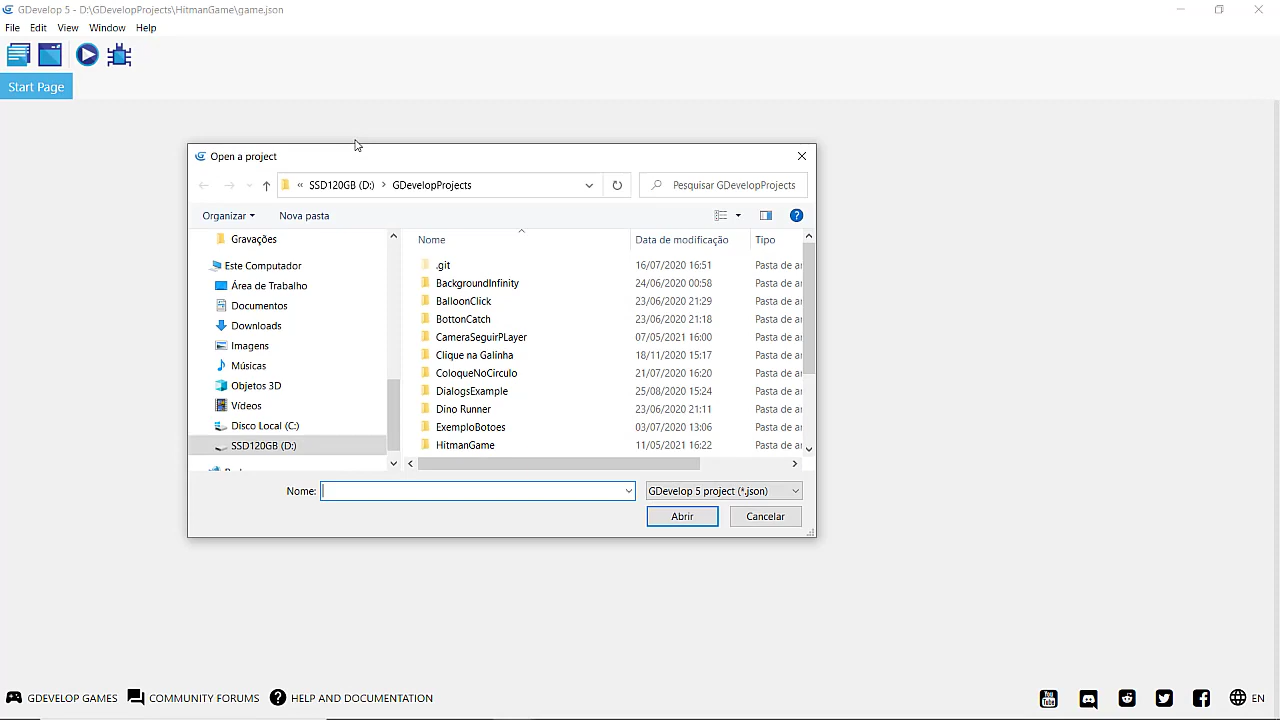 GDevelop 5 - D:\GDevelopProjects\HitmanGame\game.json
File Edit View Window Help
Start Page
Open a project
« SSD120GB (D:) > GDevelopProjects
Pesquisar GDevelopProjects
Organizar Nova pasta
Gravações
Este Computador
Área de Trabalho
Documentos
Downloads
Imagens
Músicas
Objetos 3D
Vídeos
Disco Local (C:)
SSD120GB (D:)
Nome Data de modificação Tipo
.git 16/07/2020 16:51 Pasta de ar
BackgroundInfinity 24/06/2020 00:58 Pasta de ar
BalloonClick 23/06/2020 21:29 Pasta de ar
BottonCatch 23/06/2020 21:18 Pasta de ar
CameraSeguirPLayer 07/05/2021 16:00 Pasta de ar
Clique na Galinha 18/11/2020 15:17 Pasta de ar
ColoqueNoCirculo 21/07/2020 16:20 Pasta de ar
DialogsExample 25/08/2020 15:24 Pasta de ar
Dino Runner 23/06/2020 21:11 Pasta de ar
ExemploBotoes 03/07/2020 13:06 Pasta de ar
HitmanGame 11/05/2021 16:22 Pasta de ar
Nome:
GDevelop 5 project (*.json)
Abrir Cancelar
GDEVELOP GAMES COMMUNITY FORUMS HELP AND DOCUMENTATION
You Tube
EN